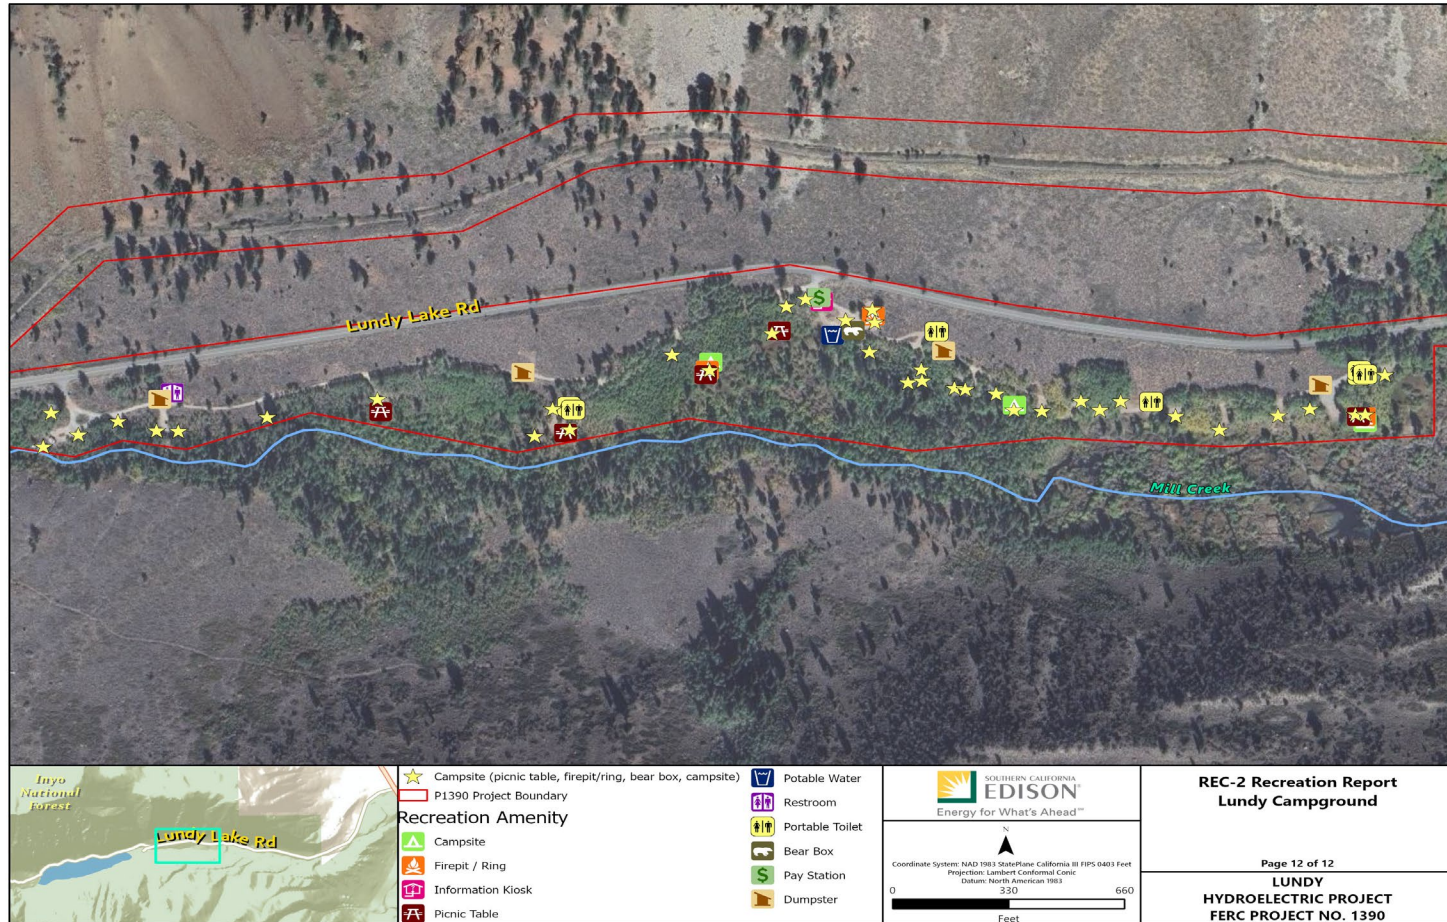 Lundy Lake Rd
$
Mill Creek
Inyo
National
Forest
Lundy Lake Rd
Campsite (picnic table, firepit/ring, bear box, campsite)
P1390 Project Boundary
Recreation Amenity
Campsite
Firepit / Ring
Information Kiosk
Picnic Table
Potable Water
Restroom
Portable Toilet
Bear Box
$ Pay Station
Dumpster
SOUTHERN CALIFORNIA
EDISON®
Energy for What's Ahead℠
N
Coordinate System: NAD 1983 StatePlane California III FIPS 0403 Feet
Projection: Lambert Conformal Conic
Datum: North American 1983
0 330 660
Feet
REC-2 Recreation Report
Lundy Campground
Page 12 of 12
LUNDY
HYDROELECTRIC PROJECT
FERC PROJECT NO. 1390